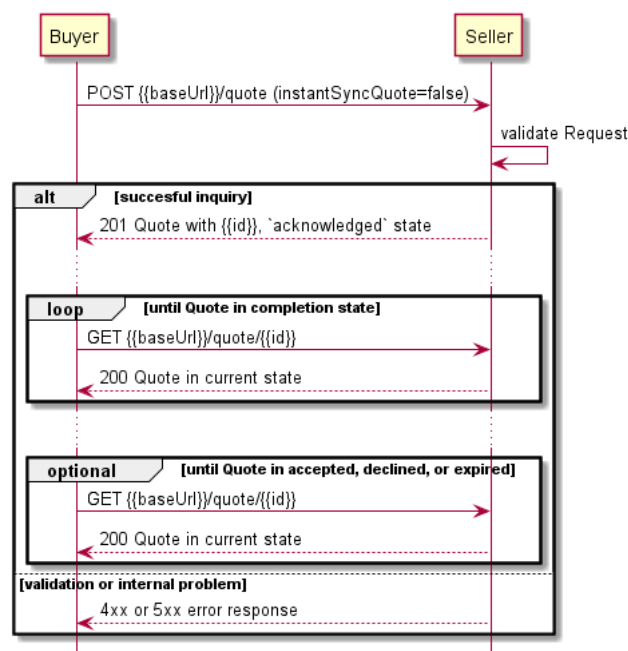 Buyer
Seller
POST {{baseUrl}}/quote (instantSyncQuote=false)
validate Request
alt
[succesful inquiry]
201 Quote with {{id}}, `acknowledged` state
loop
[until Quote in completion state]
GET {{baseUrl}}/quote/{{id}}
200 Quote in current state
optional
[until Quote in accepted, declined, or expired]
GET {{baseUrl}}/quote/{{id}}
200 Quote in current state
[validation or internal problem]
4xx or 5xx error response